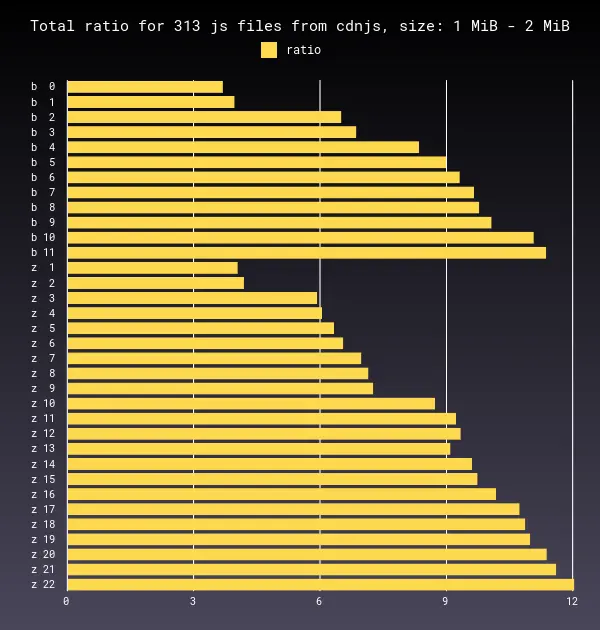 Total ratio for 313 js files from cdnjs, size: 1 MiB - 2 MiB
ratio
b 0
b 1
b 2
b 3
b 4
b 5
b 6
b 7
b 8
b 9
b 10
b 11
z 1
z 2
z 3
z 4
z 5
z 6
z 7
z 8
z 9
z 10
z 11
z 12
z 13
z 14
z 15
z 16
z 17
z 18
z 19
z 20
z 21
z 22
0 3 6 9 12